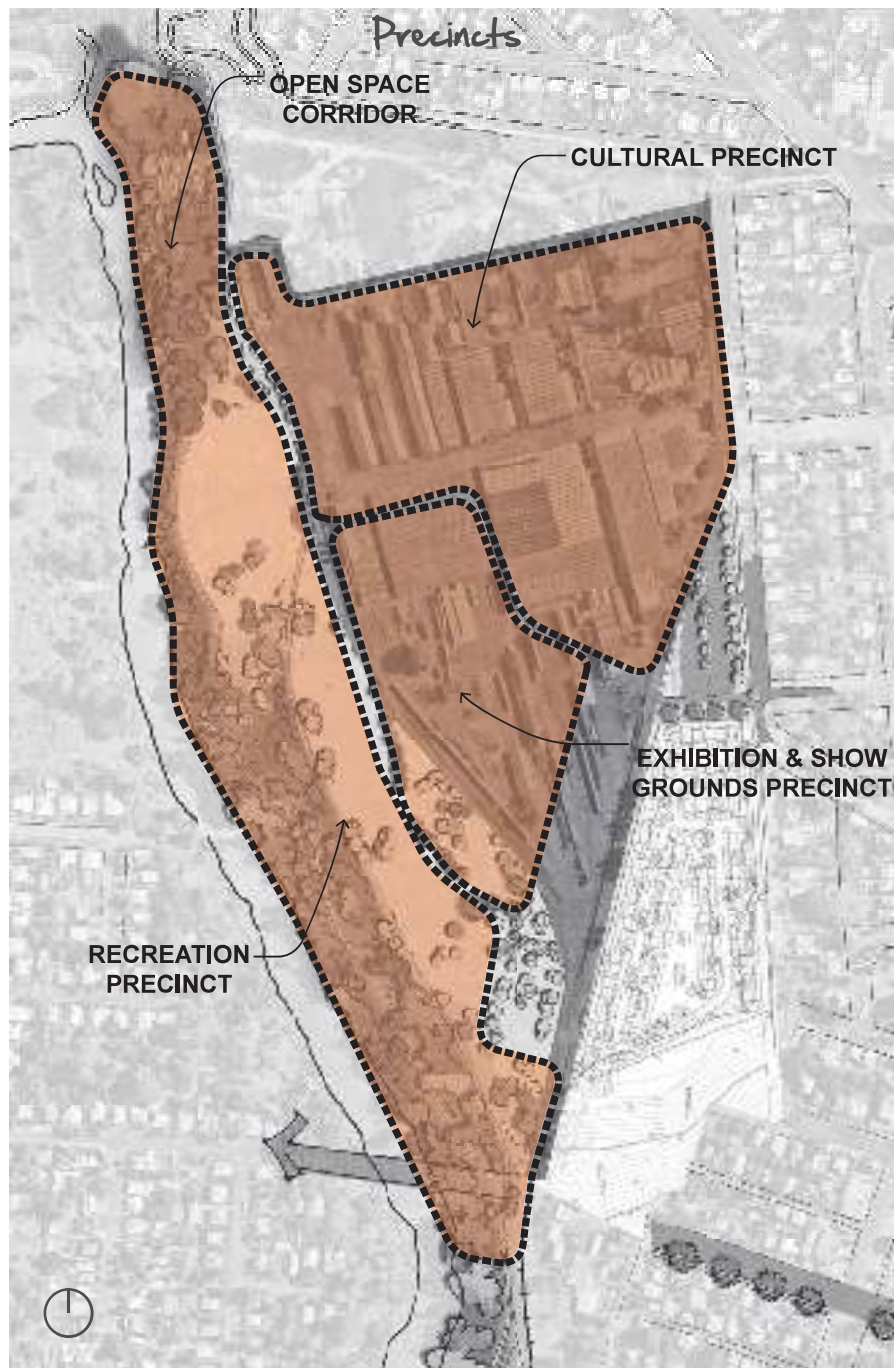 Precincts
OPEN SPACE
CORRIDOR
CULTURAL PRECINCT
EXHIBITION & SHOW
GROUNDS PRECINCT
RECREATION
PRECINCT